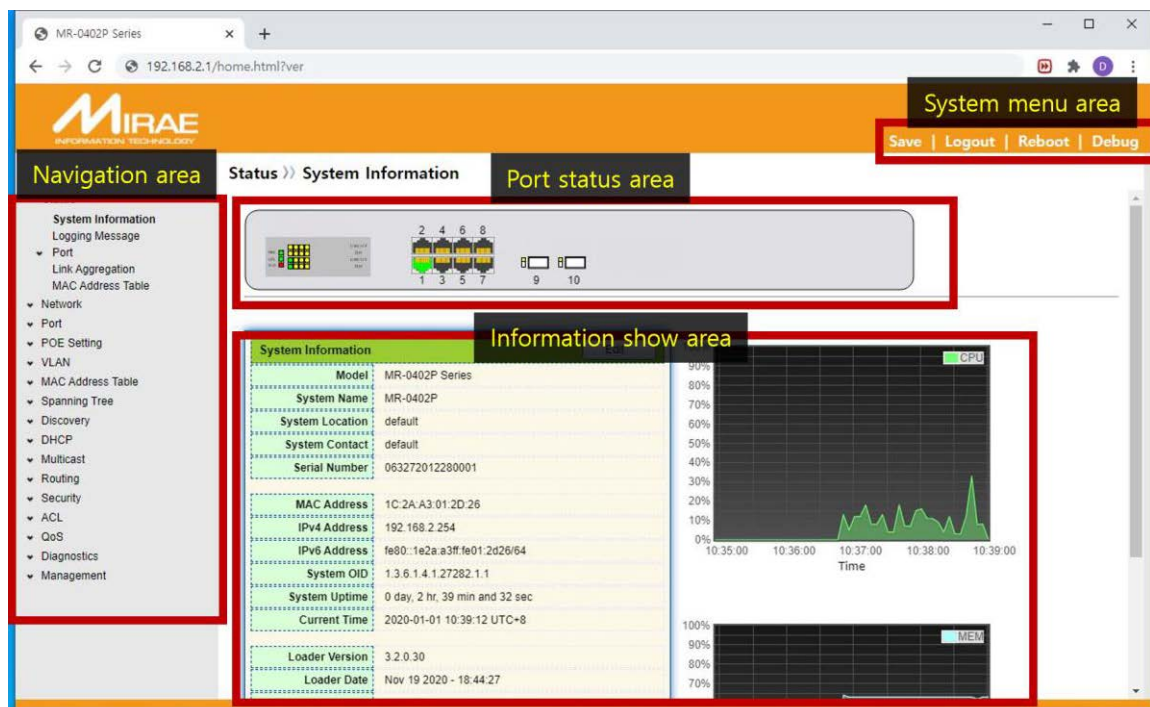 MR-0402P Series
192.168.2.1/home.html?ver
D
MIRAE
INFORMATION TECHNOLOGY
System menu area
Save | Logout | Reboot | Debug
Navigation area
Status » System Information
Port status area
System Information
Logging Message
Port
Link Aggregation
MAC Address Table
Network
Port
POE Setting
VLAN
MAC Address Table
Spanning Tree
Discovery
DHCP
Multicast
Routing
Security
ACL
QoS
Diagnostics
Management
2 4 6 8
1 3 5 7 9 10
Information show area
System Information
Model MR-0402P Series
System Name MR-0402P
System Location default
System Contact default
Serial Number 063272012280001
MAC Address 1C:2A:A3:01:2D:26
IPv4 Address 192.168.2.254
IPv6 Address fe80::1e2a:a3ff:fe01:2d26/64
System OID 1.3.6.1.4.1.27282.1.1
System Uptime 0 day, 2 hr, 39 min and 32 sec
Current Time 2020-01-01 10:39:12 UTC+8
Loader Version 3.2.0.30
Loader Date Nov 19 2020 - 18:44:27
CPU
90%
80%
70%
60%
50%
40%
30%
20%
10%
0%
10:35:00 10:36:00 10:37:00 10:38:00 10:39:00
Time
100%
MEM
90%
80%
70%